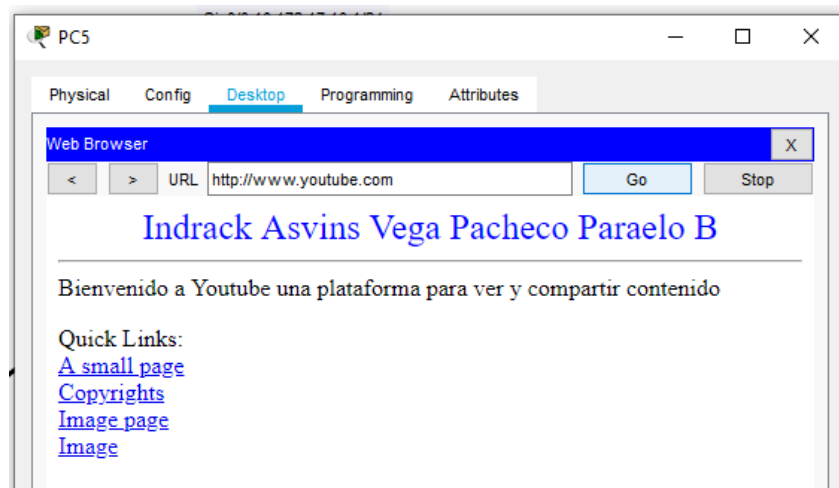 PC5
Physical Config Desktop Programming Attributes
Web Browser X
< > URL http://www.youtube.com Go Stop
Indrack Asvins Vega Pacheco Paraelo B
Bienvenido a Youtube una plataforma para ver y compartir contenido
Quick Links:
A small page
Copyrights
Image page
Image